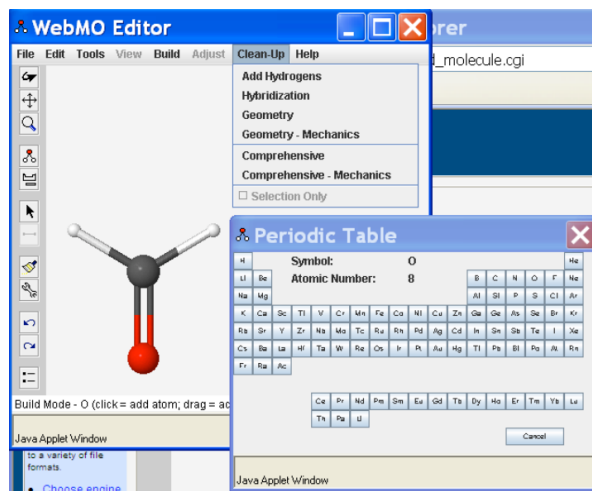 WebMO Editor
orer
File Edit Tools View Build Adjust Clean-Up Help
d_molecule.cgi
Add Hydrogens
Hybridization
Geometry
Geometry - Mechanics
Comprehensive
Comprehensive - Mechanics
Selection Only
Periodic Table
Symbol: O
Atomic Number: 8
H He
Li Be B C N O F Ne
Na Mg Al Si P S Cl Ar
K Ca Sc Ti V Cr Mn Fe Co Ni Cu Zn Ga Ge As Se Br Kr
Rb Sr Y Zr Nb Mo Tc Ru Rh Pd Ag Cd In Sn Sb Te I Xe
Cs Ba La Hf Ta W Re Os Ir Pt Au Hg Tl Pb Bi Po At Rn
Fr Ra Ac
Ce Pr Nd Pm Sm Eu Gd Tb Dy Ho Er Tm Yb Lu
Th Pa U
Cancel
Build Mode - O (click = add atom; drag = ad
Java Applet Window
to a variety of file
formats.
Choose engine
Java Applet Window